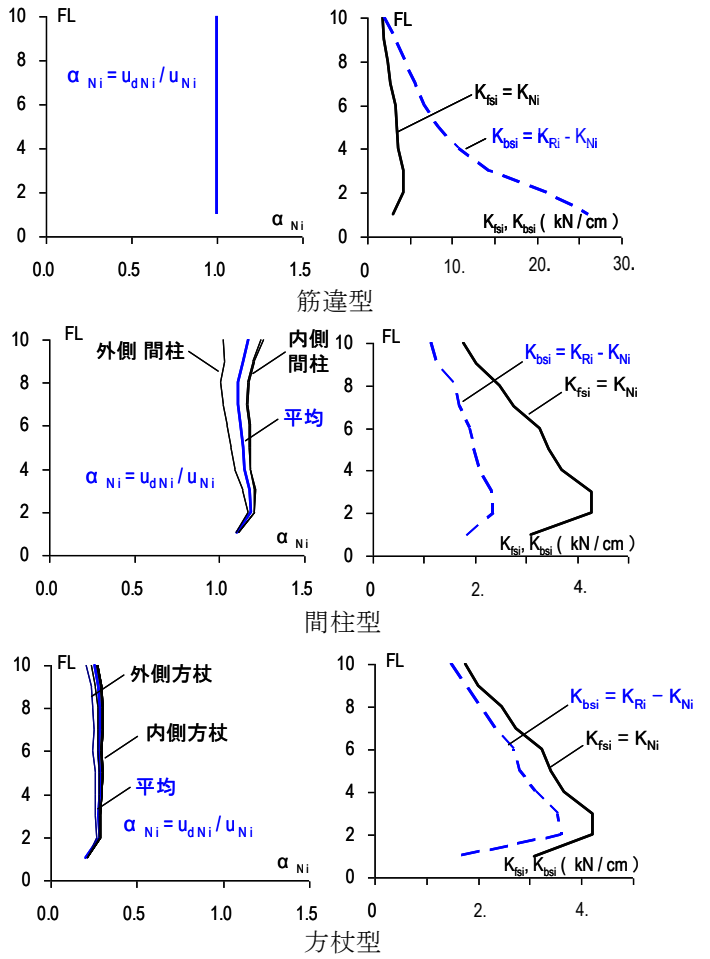 10 FL
8
6
4
2
0
α Ni = udNi / u Ni
α Ni
0.0 0.5 1.0 1.5
10 FL
8
6
4
2
0
Kfsi = KNi
Kbsi = KRi - KNi
Kfsi, Kbsi ( kN / cm )
0 10. 20. 30.
筋違型
10 FL
8
6
4
2
0
外側 間柱
内側
間柱
平均
α Ni = udNi / u Ni
α Ni
0.0 0.5 1.0 1.5
10 FL
8
6
4
2
0
Kbsi = KRi - KNi
Kfsi = KNi
Kfsi, Kbsi ( kN / cm )
0 2. 4.
間柱型
10 FL
8
6
4
2
0
外側方杖
内側方杖
平均
α Ni = udNi / u Ni
α Ni
0.0 0.5 1.0 1.5
10 FL
8
6
4
2
0
Kbsi = KRi − KNi
Kfsi = KNi
Kfsi, Kbsi ( kN / cm )
0 2. 4.
方杖型